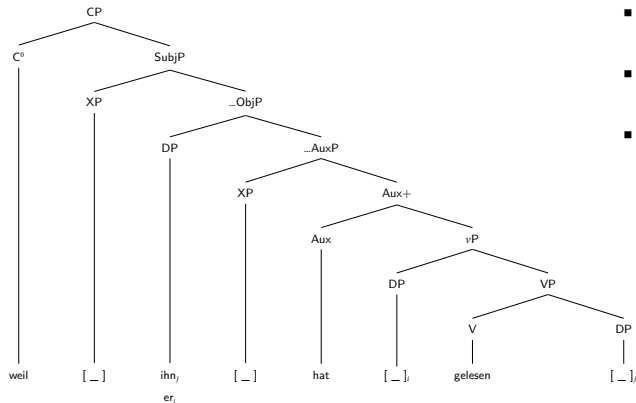 CP
C⁰ SubjP
XP ...ObjP
DP ...AuxP
XP Aux+
Aux vP
DP VP
V DP
weil [ _ ] ihnⱼ [ _ ] hat [ _ ]ᵢ gelesen [ _ ]ⱼ
erᵢ